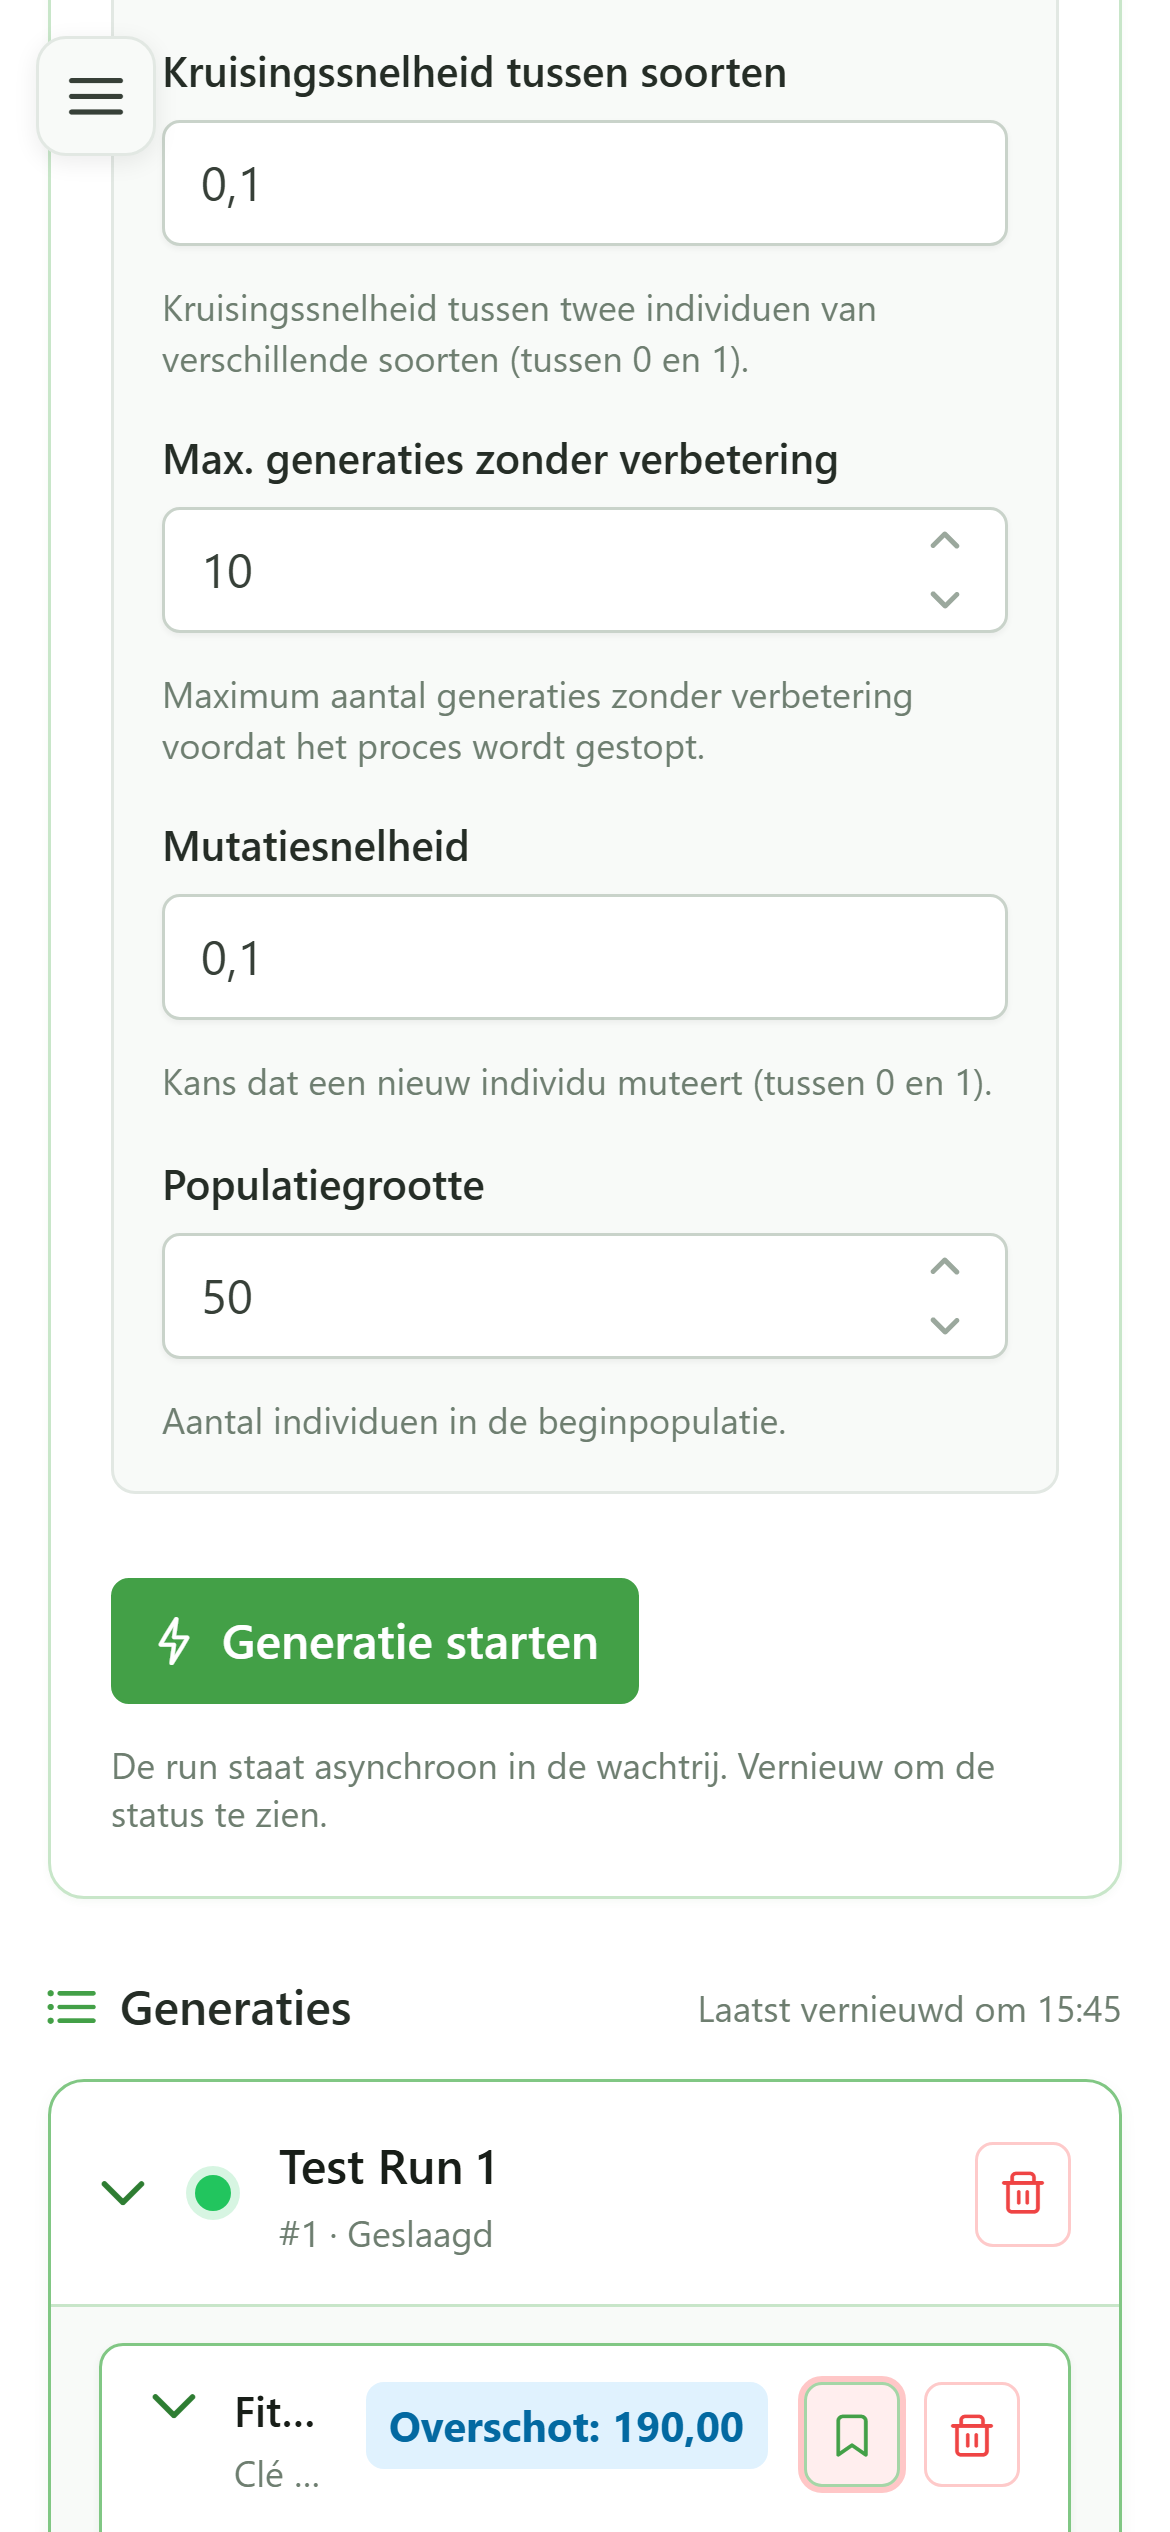 Kruisingssnelheid tussen soorten
0,1
Kruisingssnelheid tussen twee individuen van
verschillende soorten (tussen 0 en 1).
Max. generaties zonder verbetering
10
Maximum aantal generaties zonder verbetering
voordat het proces wordt gestopt.
Mutatiesnelheid
0,1
Kans dat een nieuw individu muteert (tussen 0 en 1).
Populatiegrootte
50
Aantal individuen in de beginpopulatie.
Generatie starten
De run staat asynchroon in de wachtrij. Vernieuw om de
status te zien.
Generaties
Laatst vernieuwd om 15:45
Test Run 1
#1 · Geslaagd
Fit...
Overschot: 190,00
Clé ...